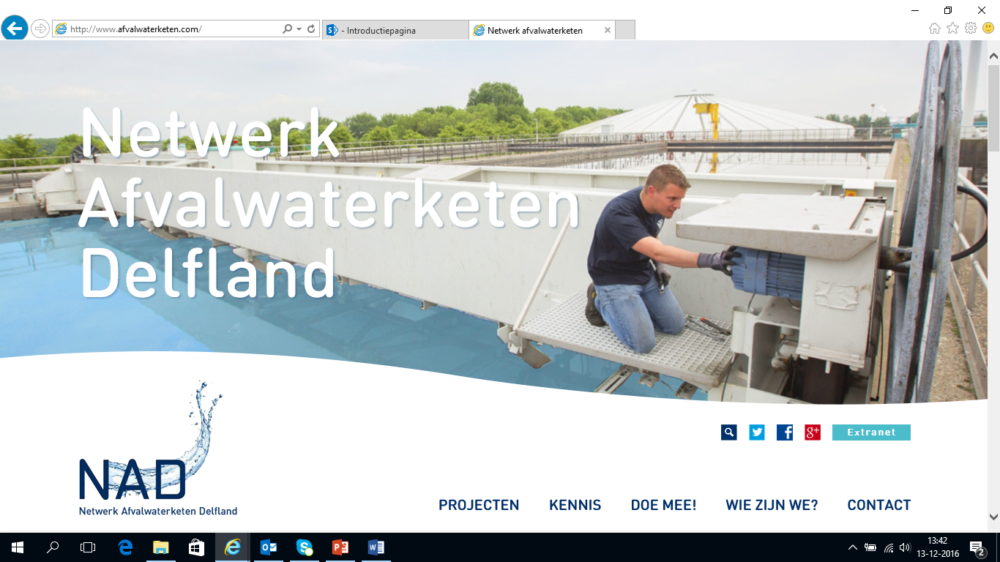 http://www.afvalwaterketen.com/
- Introductiepagina
Netwerk afvalwaterketen
Netwerk
Afvalwaterketen
Delfland
g+
Extranet
NAD
Netwerk Afvalwaterketen Delfland
PROJECTEN KENNIS DOE MEE! WIE ZIJN WE? CONTACT
13:42
13-12-2016
2